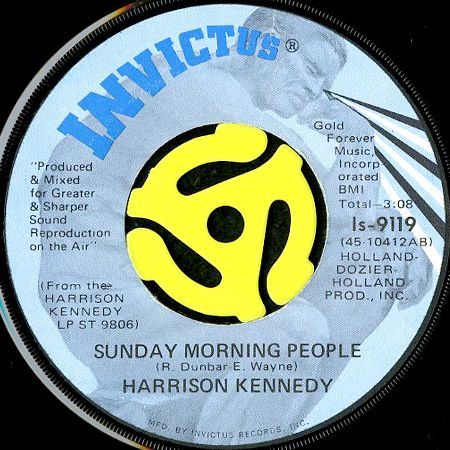 INVICTUS®
"Produced
& Mixed
for Greater
& Sharper
Sound
Reproduction
on the Air"
(From the
HARRISON
KENNEDY
LP ST-9806)
Gold
Forever
Music,
Incorp-
orated
BMI
Total-3:08
Is-9119
(45-10412AB)
HOLLAND-
DOZIER-
HOLLAND
PROD., INC.
SUNDAY MORNING PEOPLE
(R. Dunbar E. Wayne)
HARRISON KENNEDY
MFD. BY INVICTUS RECORDS, INC.